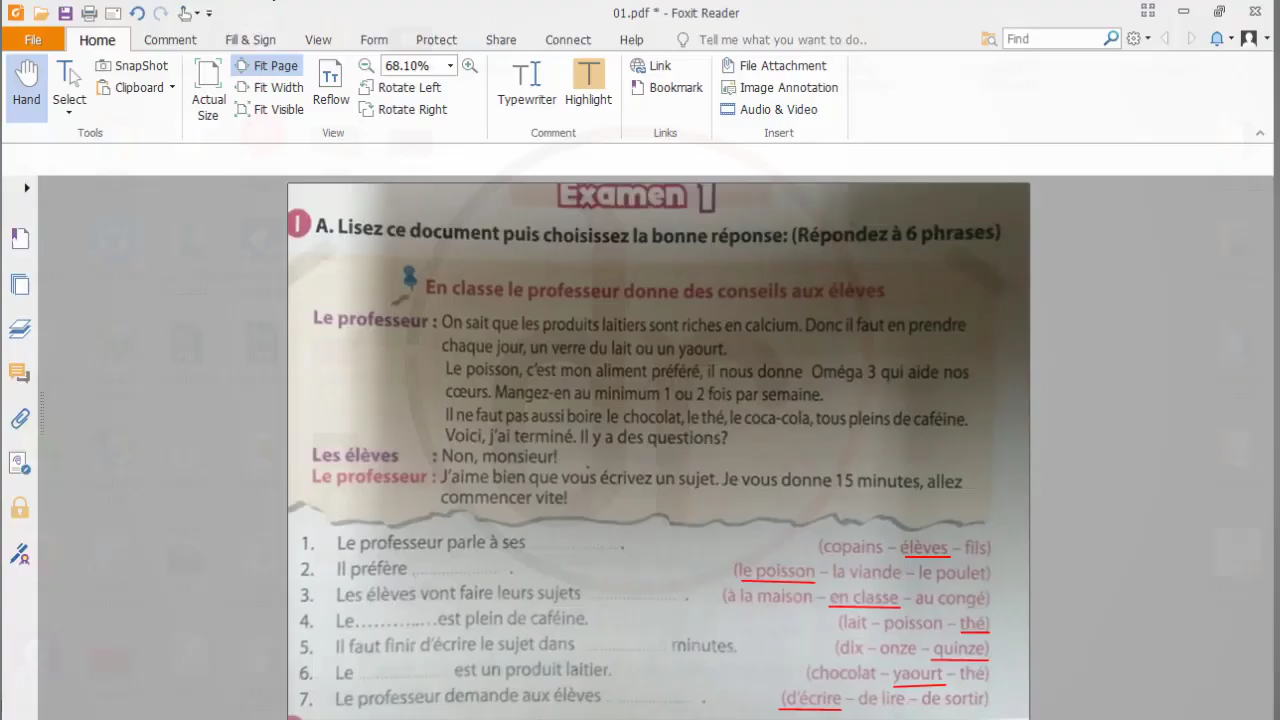 01.pdf * - Foxit Reader
File Home Comment Fill & Sign View Form Protect Share Connect Help Tell me what you want to do.. Find
Hand Select SnapShot Clipboard Actual Size Fit Page Fit Width Fit Visible Reflow 68.10% Rotate Left Rotate Right Typewriter Highlight Link Bookmark File Attachment Image Annotation Audio & Video
Tools View Comment Links Insert
Examen 1
I A. Lisez ce document puis choisissez la bonne réponse: (Répondez à 6 phrases)
En classe le professeur donne des conseils aux élèves
Le professeur : On sait que les produits laitiers sont riches en calcium. Donc il faut en prendre
chaque jour, un verre du lait ou un yaourt.
Le poisson, c'est mon aliment préféré, il nous donne Oméga 3 qui aide nos
cœurs. Mangez-en au minimum 1 ou 2 fois par semaine.
Il ne faut pas aussi boire le chocolat, le thé, le coca-cola, tous pleins de caféine.
Voici, j'ai terminé. Il y a des questions?
Les élèves : Non, monsieur!
Le professeur : J'aime bien que vous écrivez un sujet. Je vous donne 15 minutes, allez
commencer vite!
1. Le professeur parle à ses ............ . (copains – élèves – fils)
2. Il préfère ............ . (le poisson – la viande – le poulet)
3. Les élèves vont faire leurs sujets ............ . (à la maison – en classe – au congé)
4. Le............est plein de caféine. (lait – poisson – thé)
5. Il faut finir d'écrire le sujet dans ............ minutes. (dix – onze – quinze)
6. Le ............ est un produit laitier. (chocolat – yaourt – thé)
7. Le professeur demande aux élèves ............ . (d'écrire – de lire – de sortir)